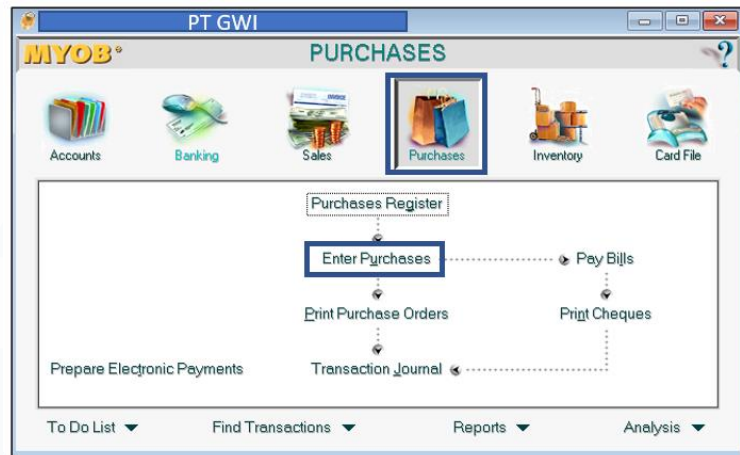 PT GWI
MYOB® PURCHASES
Accounts Banking Sales Purchases Inventory Card File
Purchases Register
Enter Purchases Pay Bills
Print Purchase Orders Print Cheques
Prepare Electronic Payments Transaction Journal
To Do List Find Transactions Reports Analysis